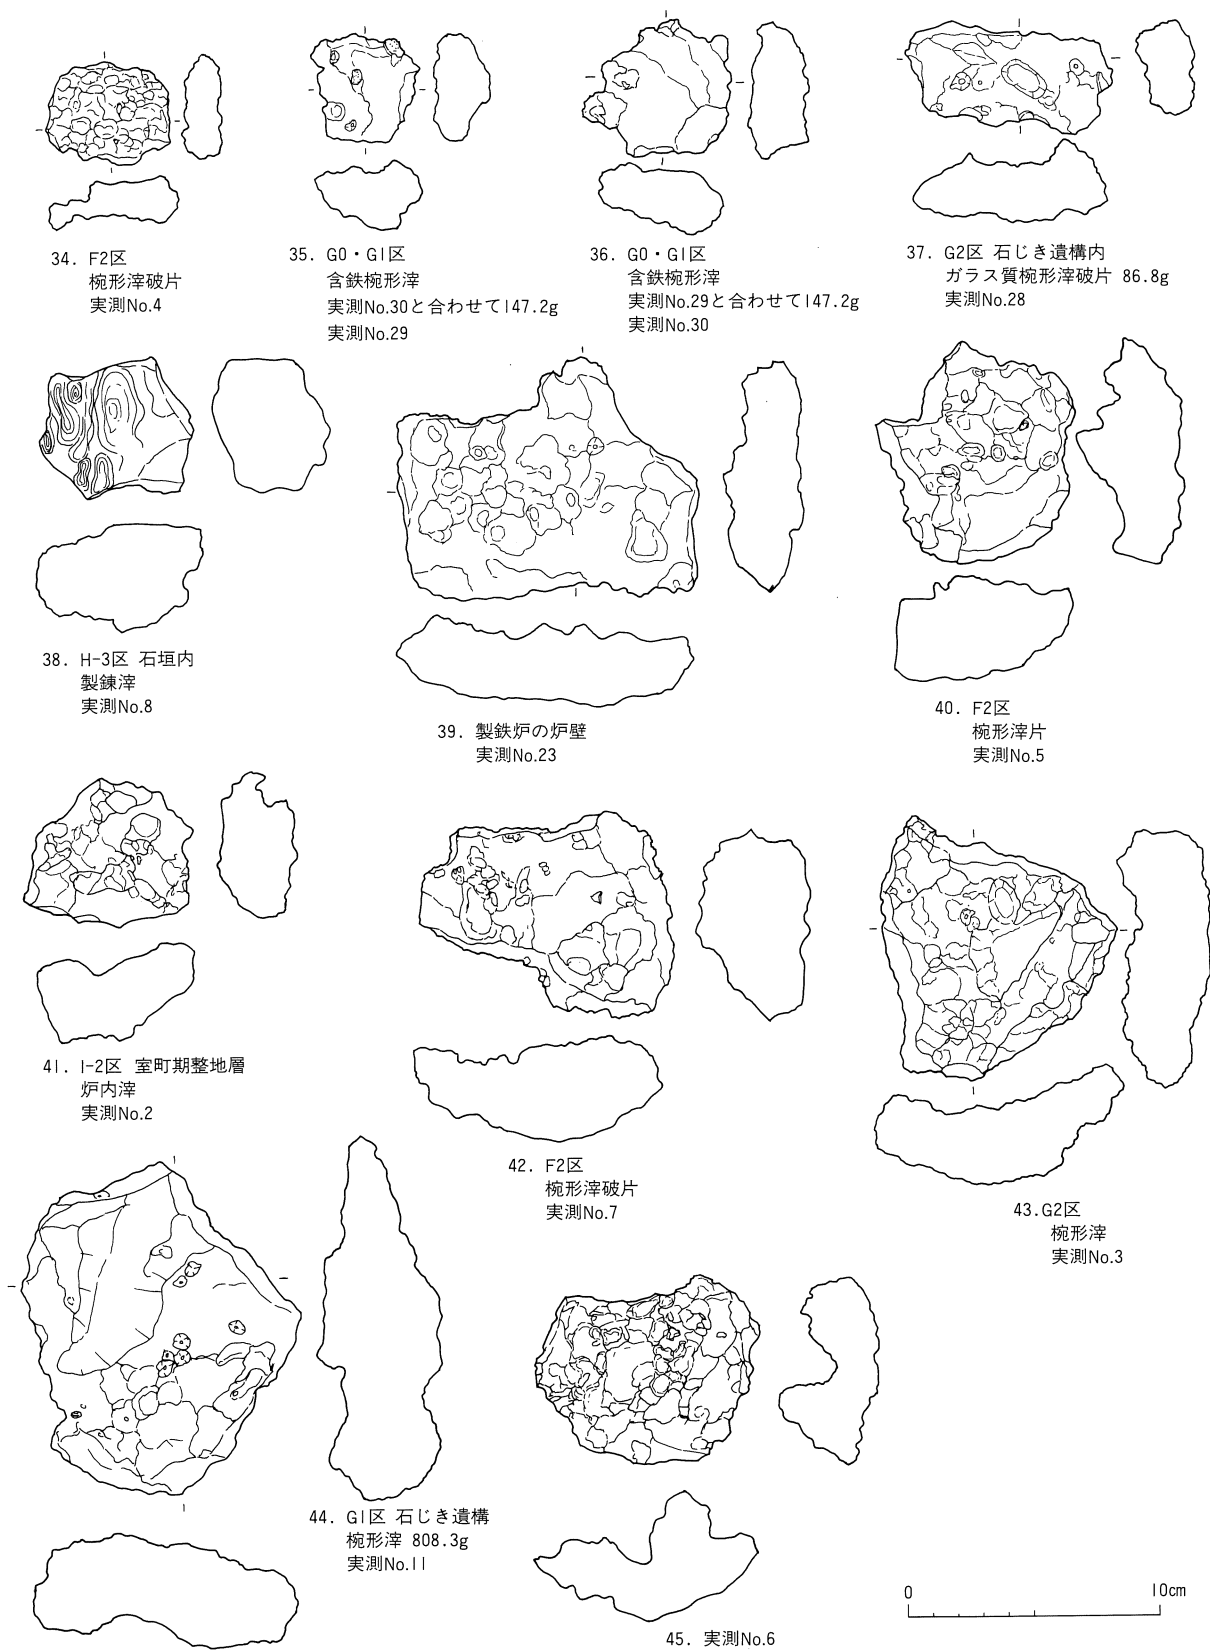 34. F2区
椀形滓破片
実測No.4
35. G0・G1区
含鉄椀形滓
実測No.30と合わせて147.2g
実測No.29
36. G0・G1区
含鉄椀形滓
実測No.29と合わせて147.2g
実測No.30
37. G2区 石じき遺構内
ガラス質椀形滓破片 86.8g
実測No.28
38. H-3区 石垣内
製錬滓
実測No.8
39. 製鉄炉の炉壁
実測No.23
40. F2区
椀形滓片
実測No.5
41. I-2区 室町期整地層
炉内滓
実測No.2
42. F2区
椀形滓破片
実測No.7
43.G2区
椀形滓
実測No.3
44. G1区 石じき遺構
椀形滓 808.3g
実測No.11
45. 実測No.6
0 10cm